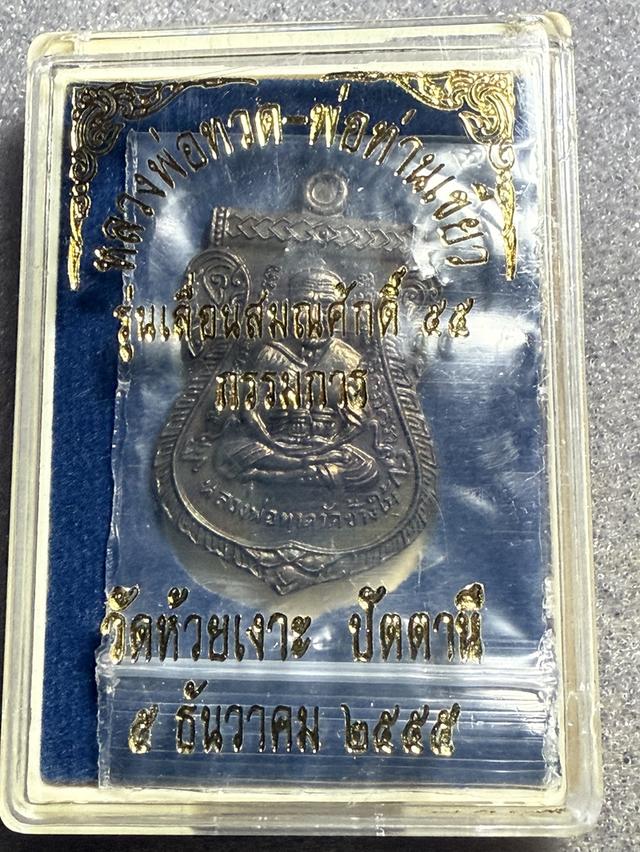 หลวงพ่อทวด-พ่อท่านเขียว
รุ่นเลื่อนสมณศักดิ์ ๕๕
กรรมการ
หลวงพ่อทวดวัดช้างให้
วัดห้วยเงาะ ปัตตานี
๕ ธันวาคม ๒๕๕๕